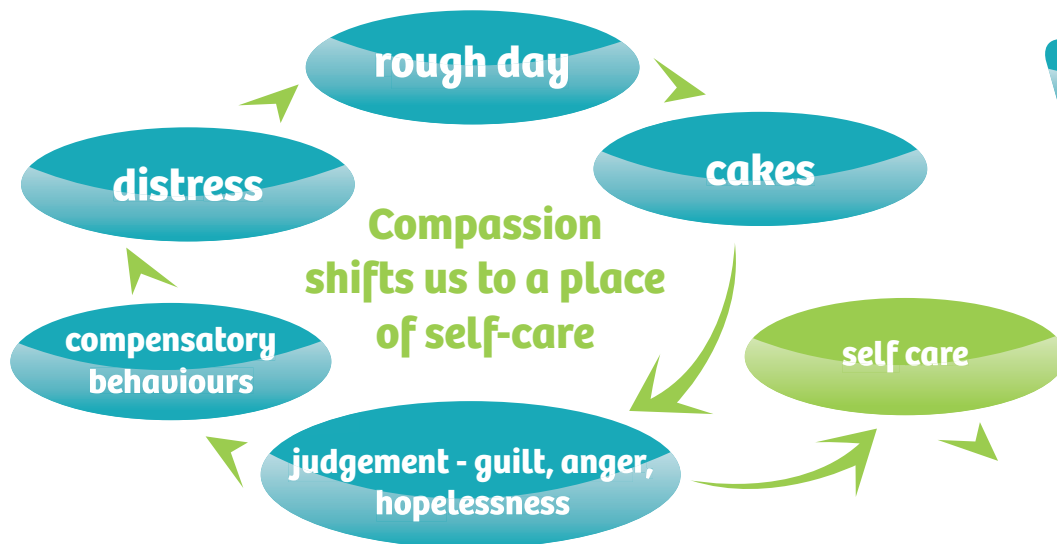 rough day
cakes
distress
Compassion
shifts us to a place
of self-care
compensatory
behaviours
self care
judgement - guilt, anger,
hopelessness